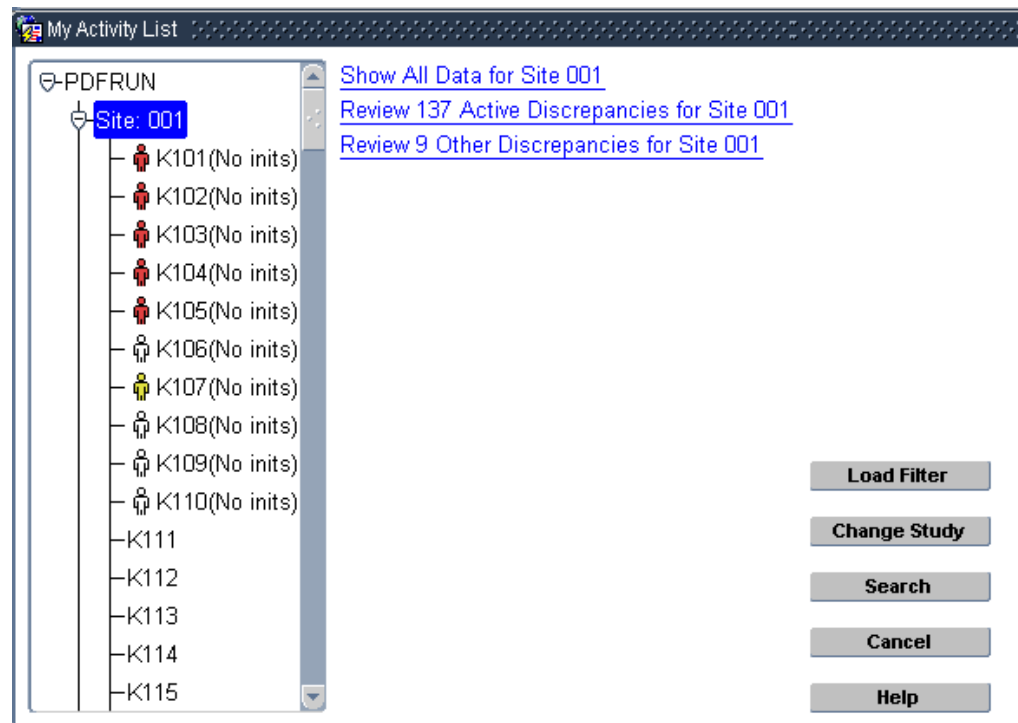 My Activity List
PDFRUN
Site: 001
K101(No inits)
K102(No inits)
K103(No inits)
K104(No inits)
K105(No inits)
K106(No inits)
K107(No inits)
K108(No inits)
K109(No inits)
K110(No inits)
K111
K112
K113
K114
K115
Show All Data for Site 001
Review 137 Active Discrepancies for Site 001
Review 9 Other Discrepancies for Site 001
Load Filter
Change Study
Search
Cancel
Help